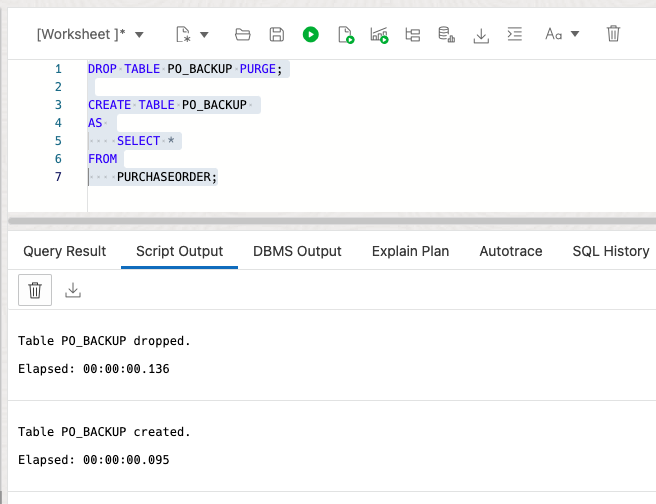 [Worksheet ]*
Aa
1 DROP TABLE PO_BACKUP PURGE;
2
3 CREATE TABLE PO_BACKUP
4 AS
5 SELECT *
6 FROM
7 PURCHASEORDER;
Query Result Script Output DBMS Output Explain Plan Autotrace SQL History
Table PO_BACKUP dropped.
Elapsed: 00:00:00.136
Table PO_BACKUP created.
Elapsed: 00:00:00.095